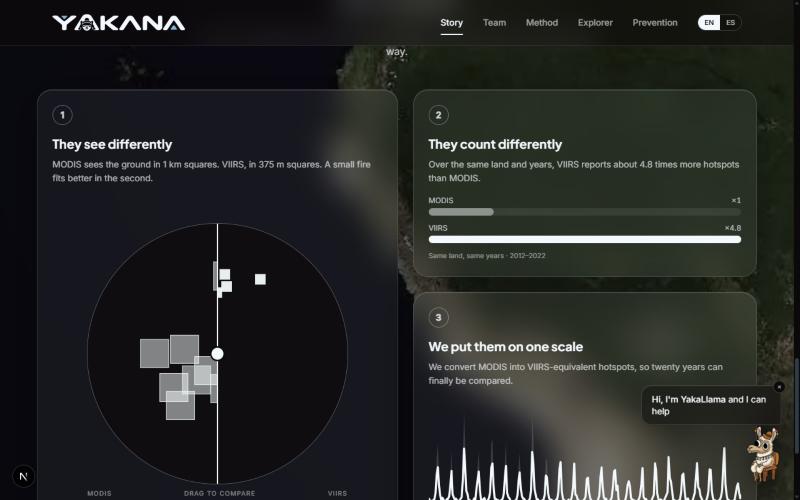 YAKANA
Story
Team
Method
Explorer
Prevention
EN
ES
way.
1
They see differently
MODIS sees the ground in 1 km squares. VIIRS, in 375 m squares. A small fire
fits better in the second.
MODIS
DRAG TO COMPARE
VIIRS
2
They count differently
Over the same land and years, VIIRS reports about 4.8 times more hotspots
than MODIS.
MODIS
×1
VIIRS
×4.8
Same land, same years · 2012–2022
3
We put them on one scale
We convert MODIS into VIIRS-equivalent hotspots, so twenty years can
finally be compared.
Hi, I'm YakaLlama and I can
help
×
N